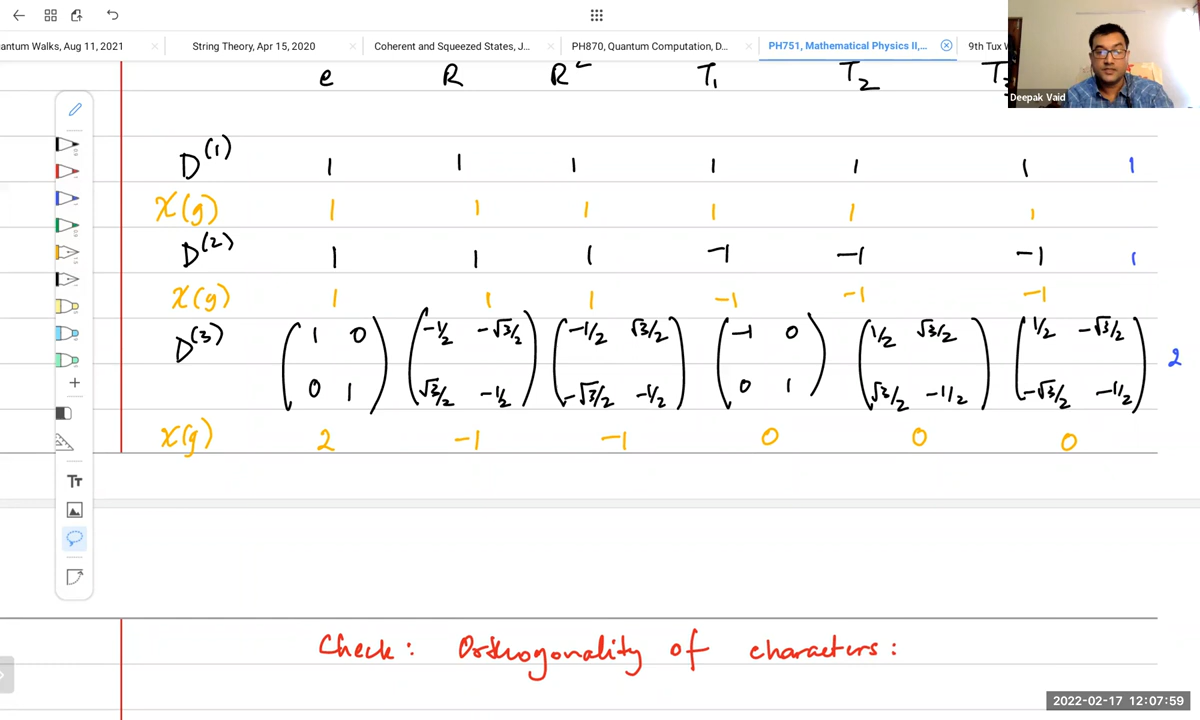 antum Walks, Aug 11, 2021 × String Theory, Apr 15, 2020 × Coherent and Squeezed States, J... × PH870, Quantum Computation, D... × PH751, Mathematical Physics II,... 9th Tux W
Deepak Vaid
e R R² T₁ T₂ T₃
D⁽¹⁾ 1 1 1 1 1 1 1
χ(g) 1 1 1 1 1 1
D⁽²⁾ 1 1 1 -1 -1 -1 1
χ(g) 1 1 1 -1 -1 -1
D⁽³⁾ (1 0 (-1/2 -√3/2) (-1/2 √3/2) (-1 0) (1/2 √3/2) (1/2 -√3/2) 2
0 1) (√3/2 -1/2) (-√3/2 -1/2) (0 1) (√3/2 -1/2) (-√3/2 -1/2)
χ(g) 2 -1 -1 0 0 0
Tт
Check: Orthogonality of characters:
2022-02-17 12:07:59